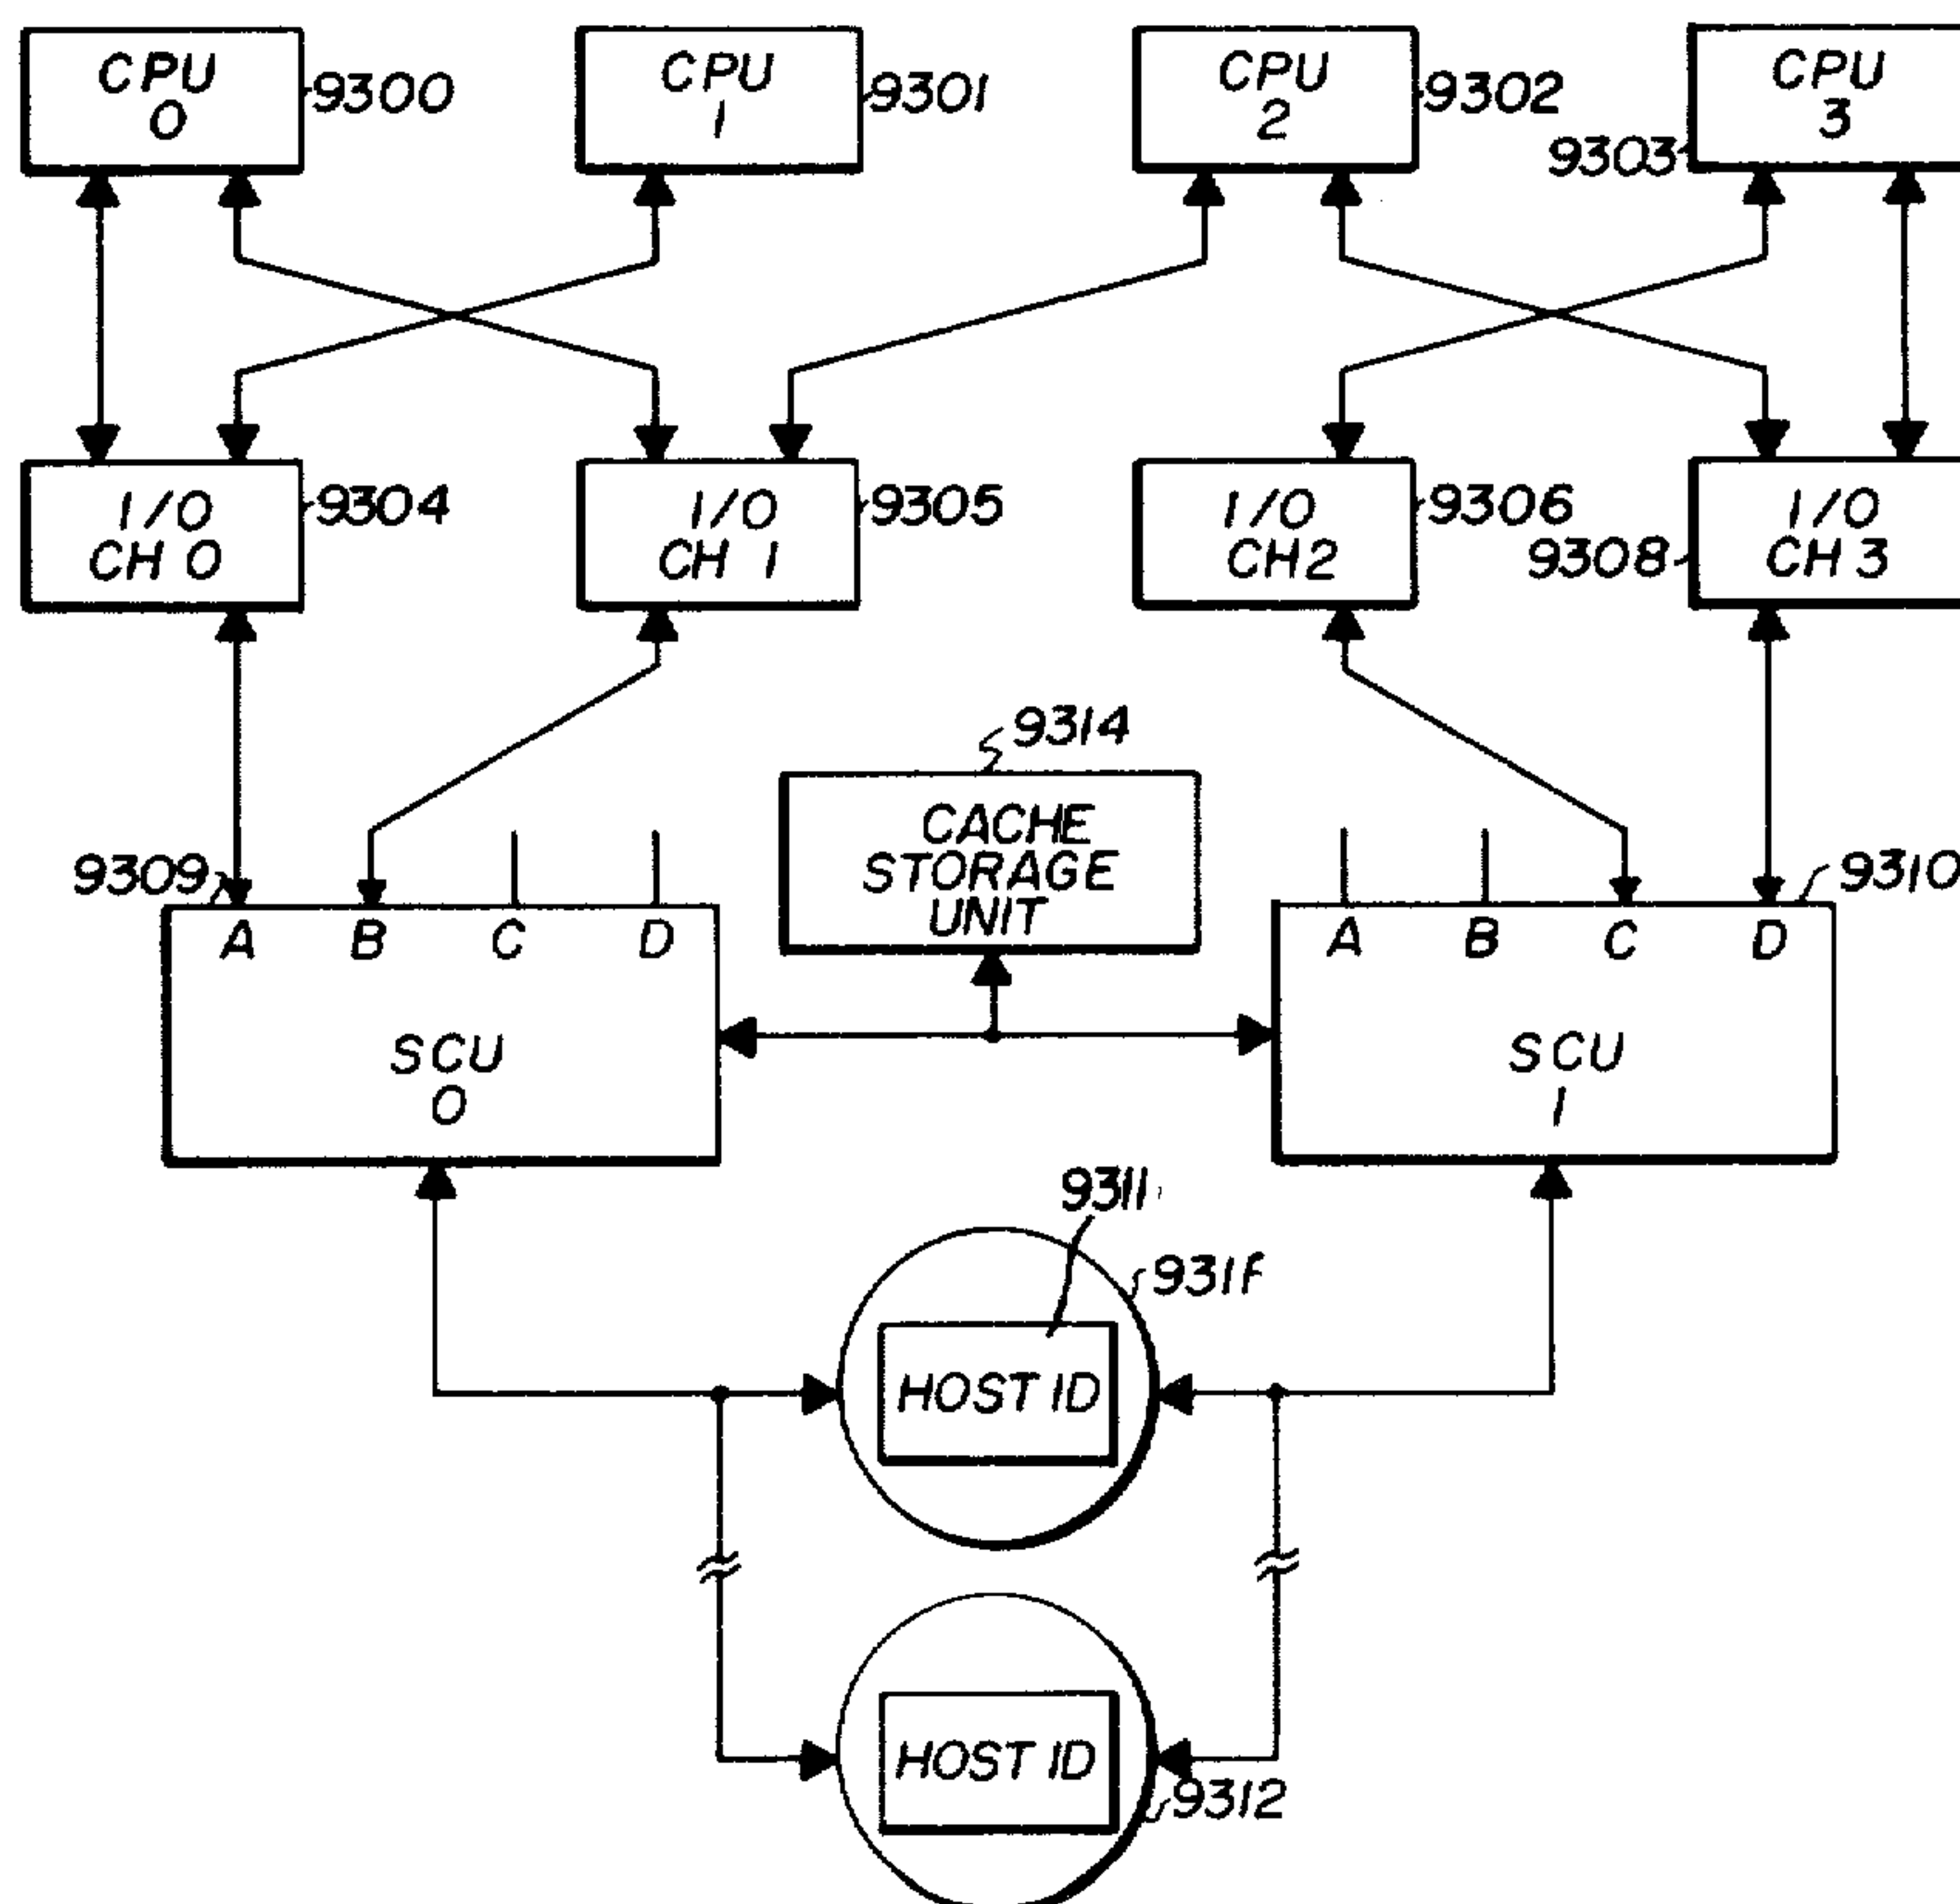 CPU
0
9300
CPU
1
9301
CPU
2
9302
CPU
3
9303
I/O
CH 0
9304
I/O
CH 1
9305
I/O
CH2
9306
I/O
CH 3
9308
9314
CACHE
STORAGE
UNIT
9309
A B C D
SCU
0
9310
A B C D
SCU
1
9311
931f
HOST ID
HOST ID
9312